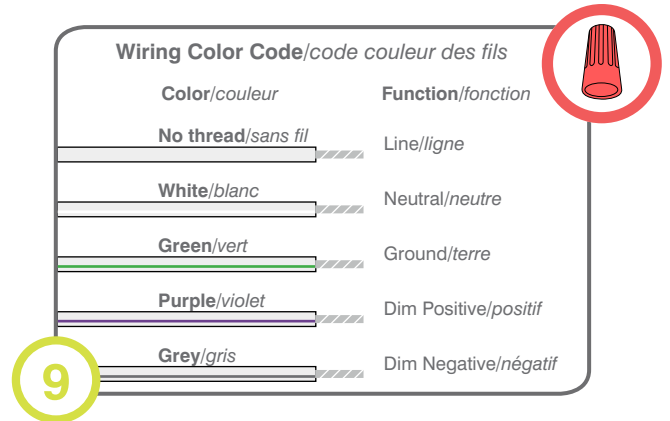 Wiring Color Code/code couleur des fils
Color/couleur Function/fonction
No thread/sans fil Line/ligne
White/blanc Neutral/neutre
Green/vert Ground/terre
Purple/violet Dim Positive/positif
Grey/gris Dim Negative/négatif
9